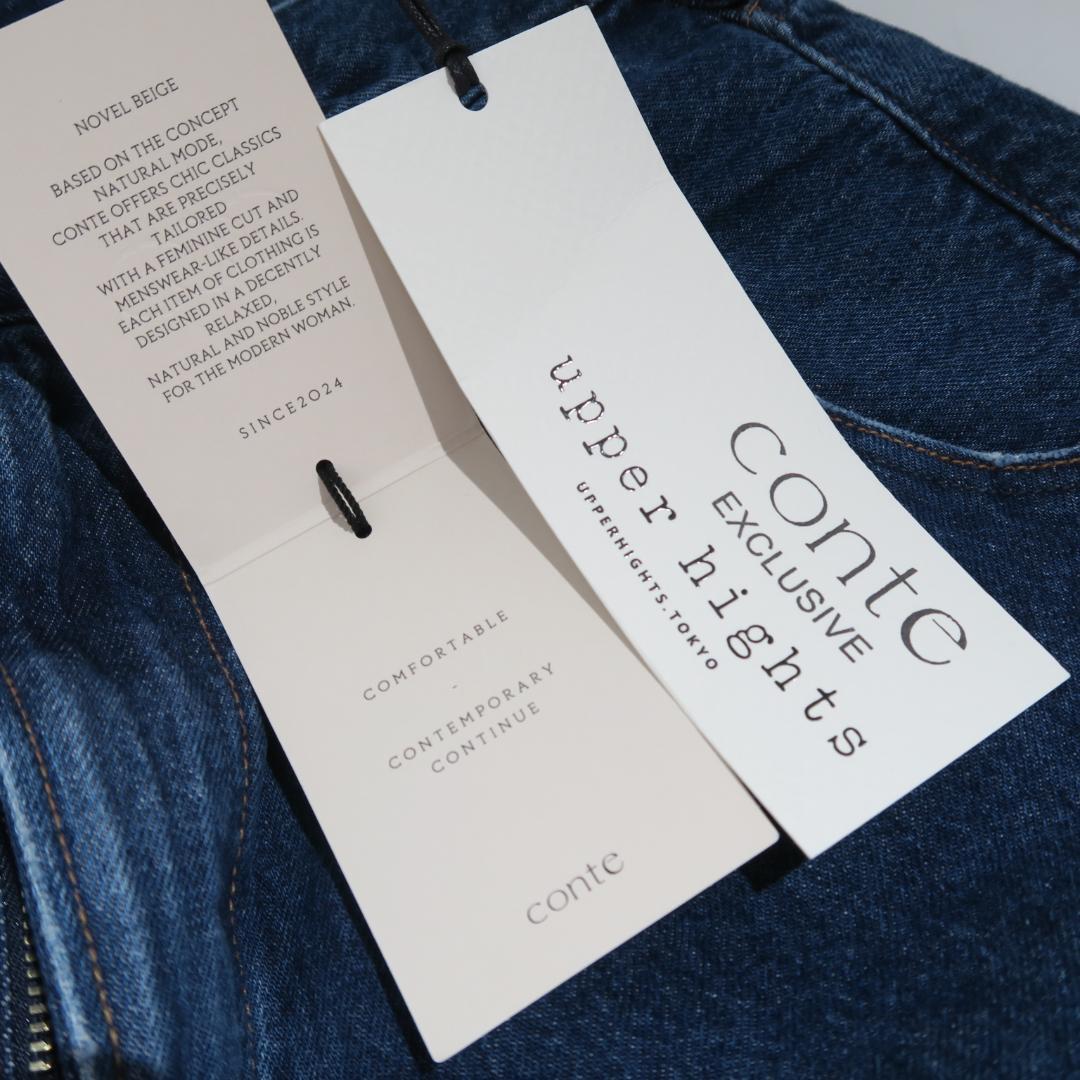 NOVEL BEIGE
BASED ON THE CONCEPT
NATURAL MODE,
CONTE OFFERS CHIC CLASSICS
THAT ARE PRECISELY
TAILORED
WITH A FEMININE CUT AND
MENSWEAR-LIKE DETAILS.
EACH ITEM OF CLOTHING IS
DESIGNED IN A DECENTLY
RELAXED,
NATURAL AND NOBLE STYLE
FOR THE MODERN WOMAN.
SINCE2024
COMFORTABLE
-
CONTEMPORARY
CONTINUE
conte
conte
EXCLUSIVE
upper hights
UPPERHIGHTS.TOKYO